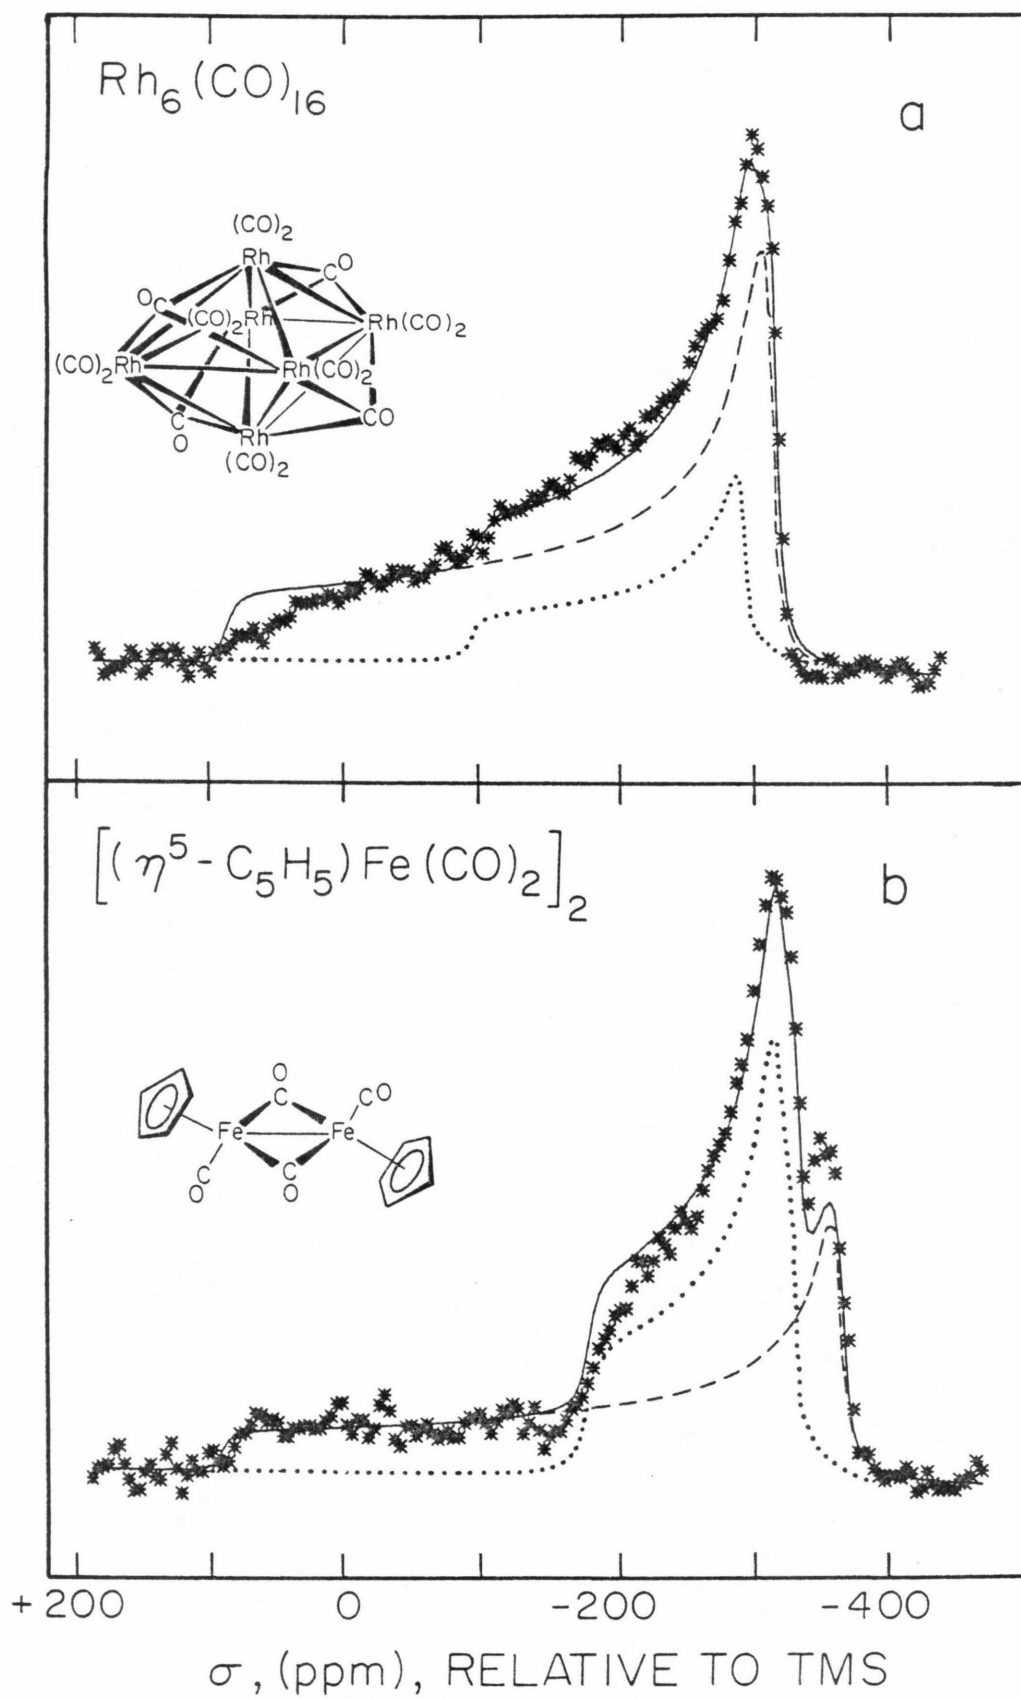 Rh6(CO)16
a
(CO)2
Rh
CO
OC
(CO)2Rh
Rh(CO)2
(CO)2Rh
Rh(CO)2
C
O
CO
Rh
(CO)2
[(η5-C5H5)Fe(CO)2]2
b
O
C
CO
Fe
Fe
C
O
C
O
+200
0
-200
-400
σ, (ppm), RELATIVE TO TMS